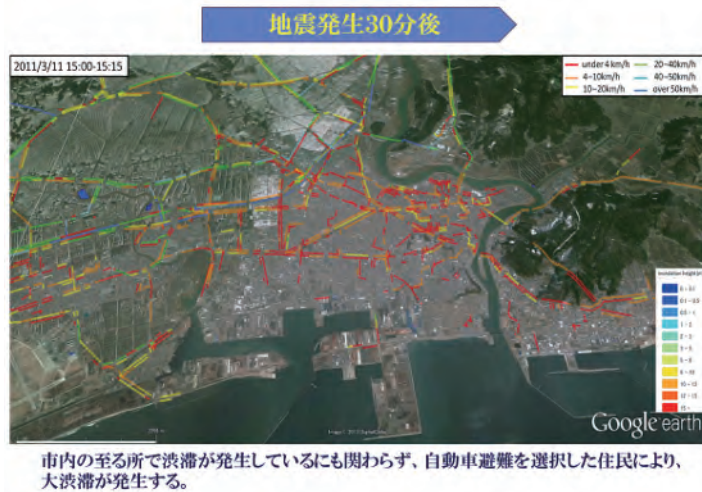 地震発生30分後
2011/3/11 15:00-15:15
under 4 km/h
20~40km/h
4~10km/h
40~50km/h
10~20km/h
over 50km/h
Google earth
市内の至る所で渋滞が発生しているにも関わらず、自動車避難を選択した住民により、
大渋滞が発生する。